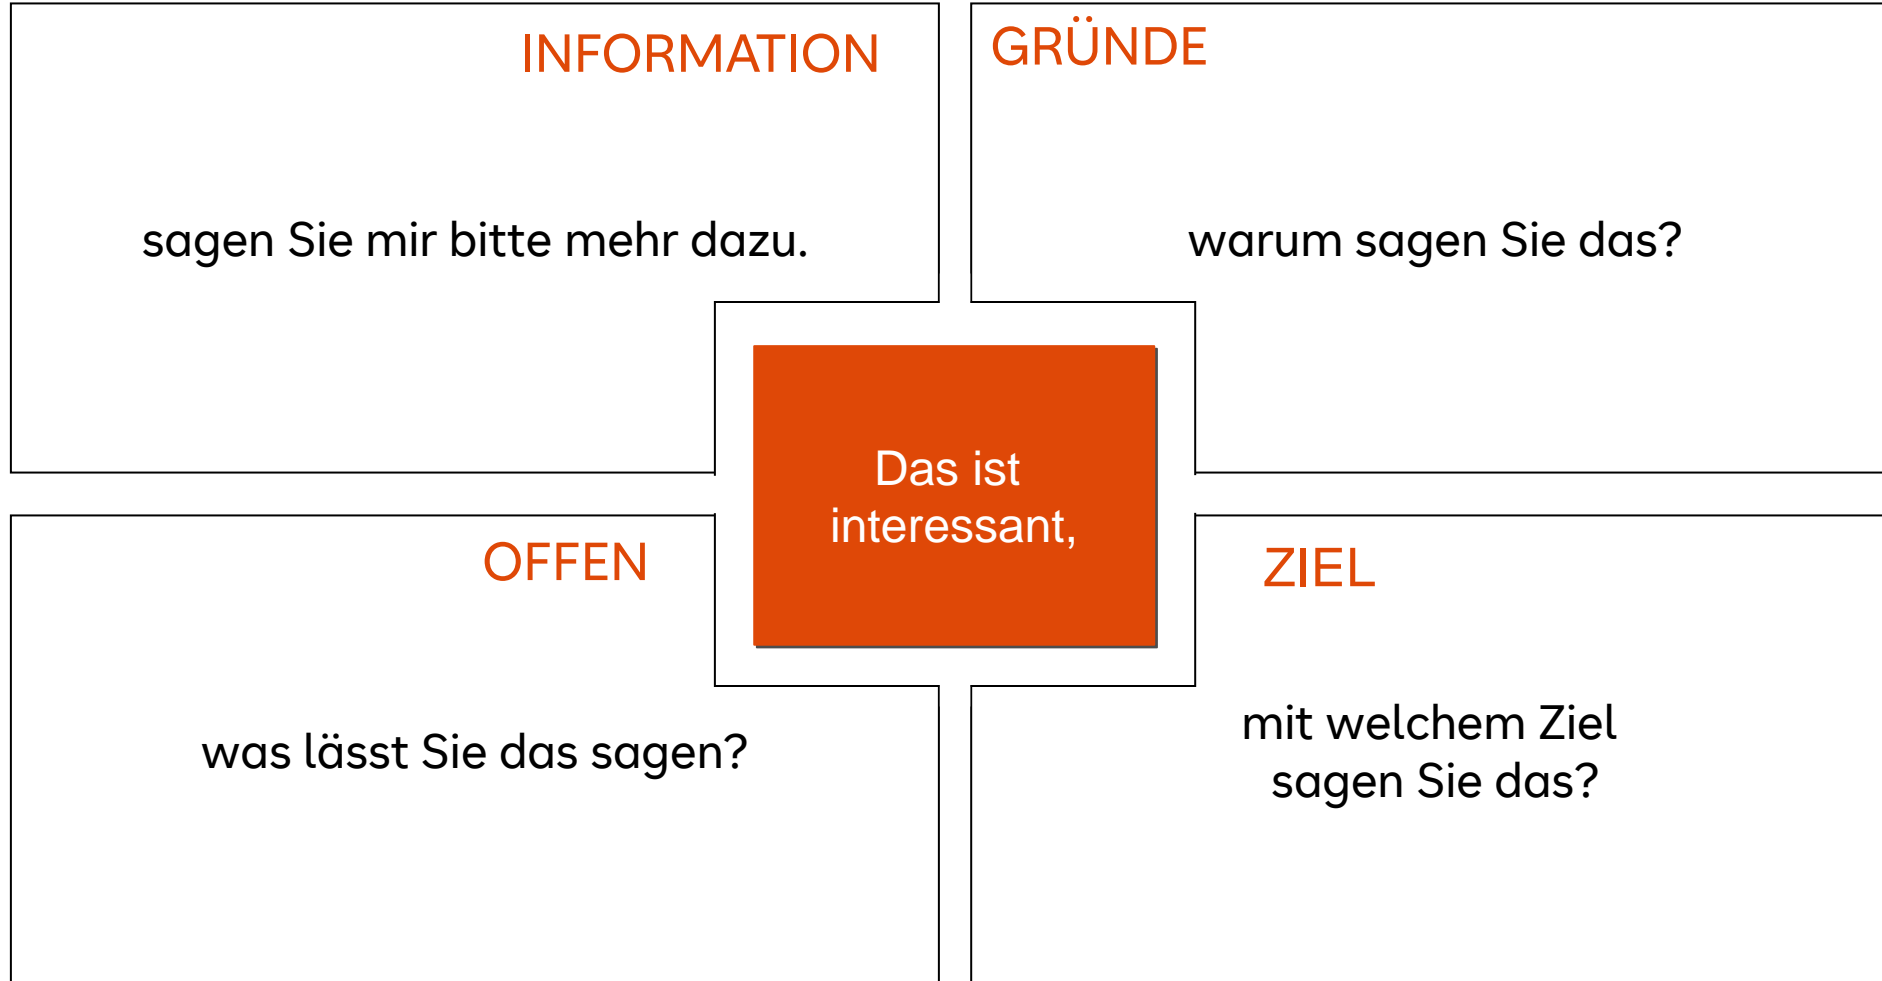 INFORMATION
sagen Sie mir bitte mehr dazu.
GRÜNDE
warum sagen Sie das?
Das ist
interessant,
OFFEN
was lässt Sie das sagen?
ZIEL
mit welchem Ziel
sagen Sie das?